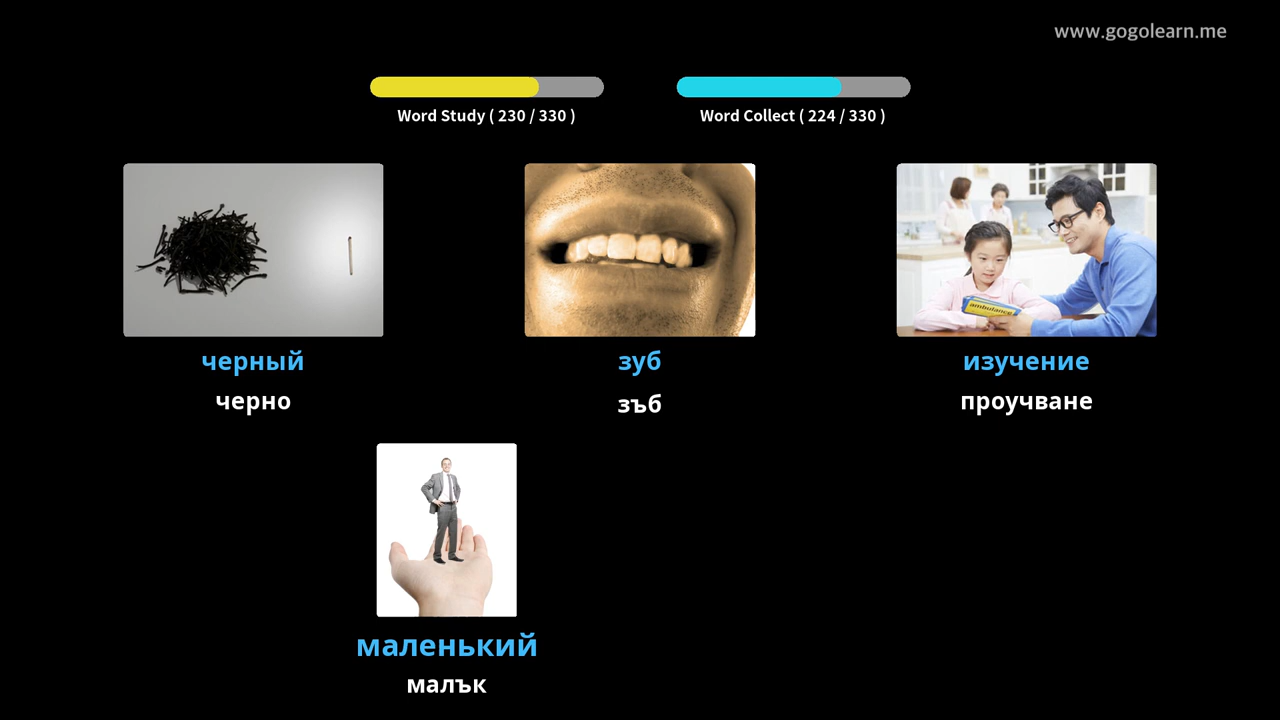 www.gogolearn.me
Word Study ( 230 / 330 )
Word Collect ( 224 / 330 )
ambulance
черный
зуб
изучение
черно
зъб
проучване
маленький
малък